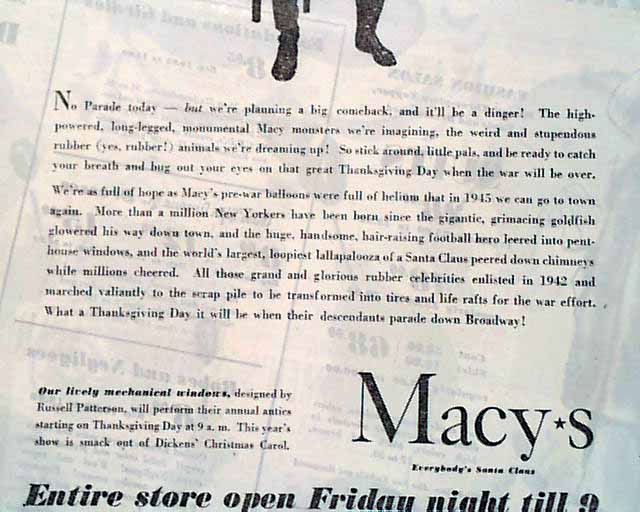 No Parade today — but we're planning a big comeback, and it'll be a dinger! The high-
powered, long-legged, monumental Macy monsters we're imagining, the weird and stupendous
rubber (yes, rubber!) animals we're dreaming up! So stick around, little pals, and be ready to catch
your breath and bug out your eyes on that great Thanksgiving Day when the war will be over.
We're as full of hope as Macy's pre-war balloons were full of helium that in 1945 we can go to town
again. More than a million New Yorkers have been born since the gigantic, grimacing goldfish
glowered his way down town, and the huge, handsome, hair-raising football hero leered into pent-
house windows, and the world's largest, loopiest lallapalooza of a Santa Claus peered down chimneys
while millions cheered. All those grand and glorious rubber celebrities enlisted in 1942 and
marched valiantly to the scrap pile to be transformed into tires and life rafts for the war effort.
What a Thanksgiving Day it will be when their descendants parade down Broadway!
Our lively mechanical windows, designed by
Russell Patterson, will perform their annual antics
starting on Thanksgiving Day at 9 a. m. This year's
show is smack out of Dickens' Christmas Carol.
Macy★s
Everybody's Santa Claus
Entire store open Friday night till 9